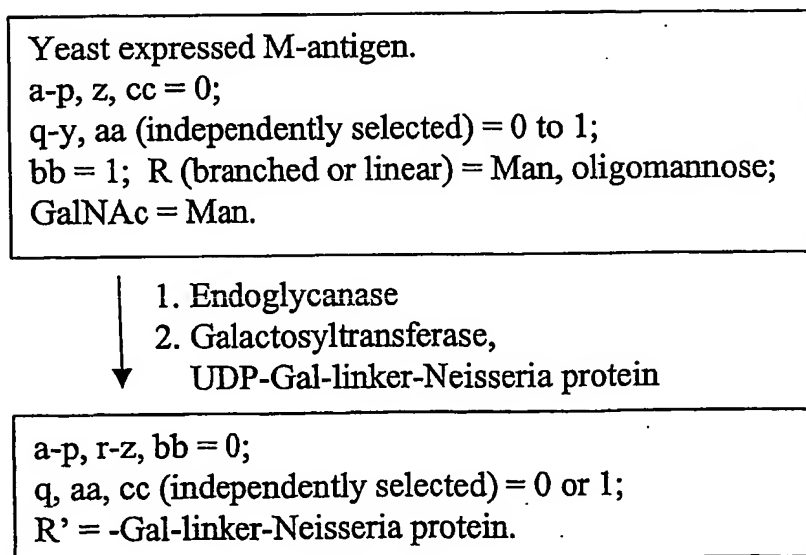 Yeast expressed M-antigen.
a-p, z, cc = 0;
q-y, aa (independently selected) = 0 to 1;
bb = 1; R (branched or linear) = Man, oligomannose;
GalNAc = Man.
1. Endoglycanase
2. Galactosyltransferase,
UDP-Gal-linker-Neisseria protein
a-p, r-z, bb = 0;
q, aa, cc (independently selected) = 0 or 1;
R' = -Gal-linker-Neisseria protein.